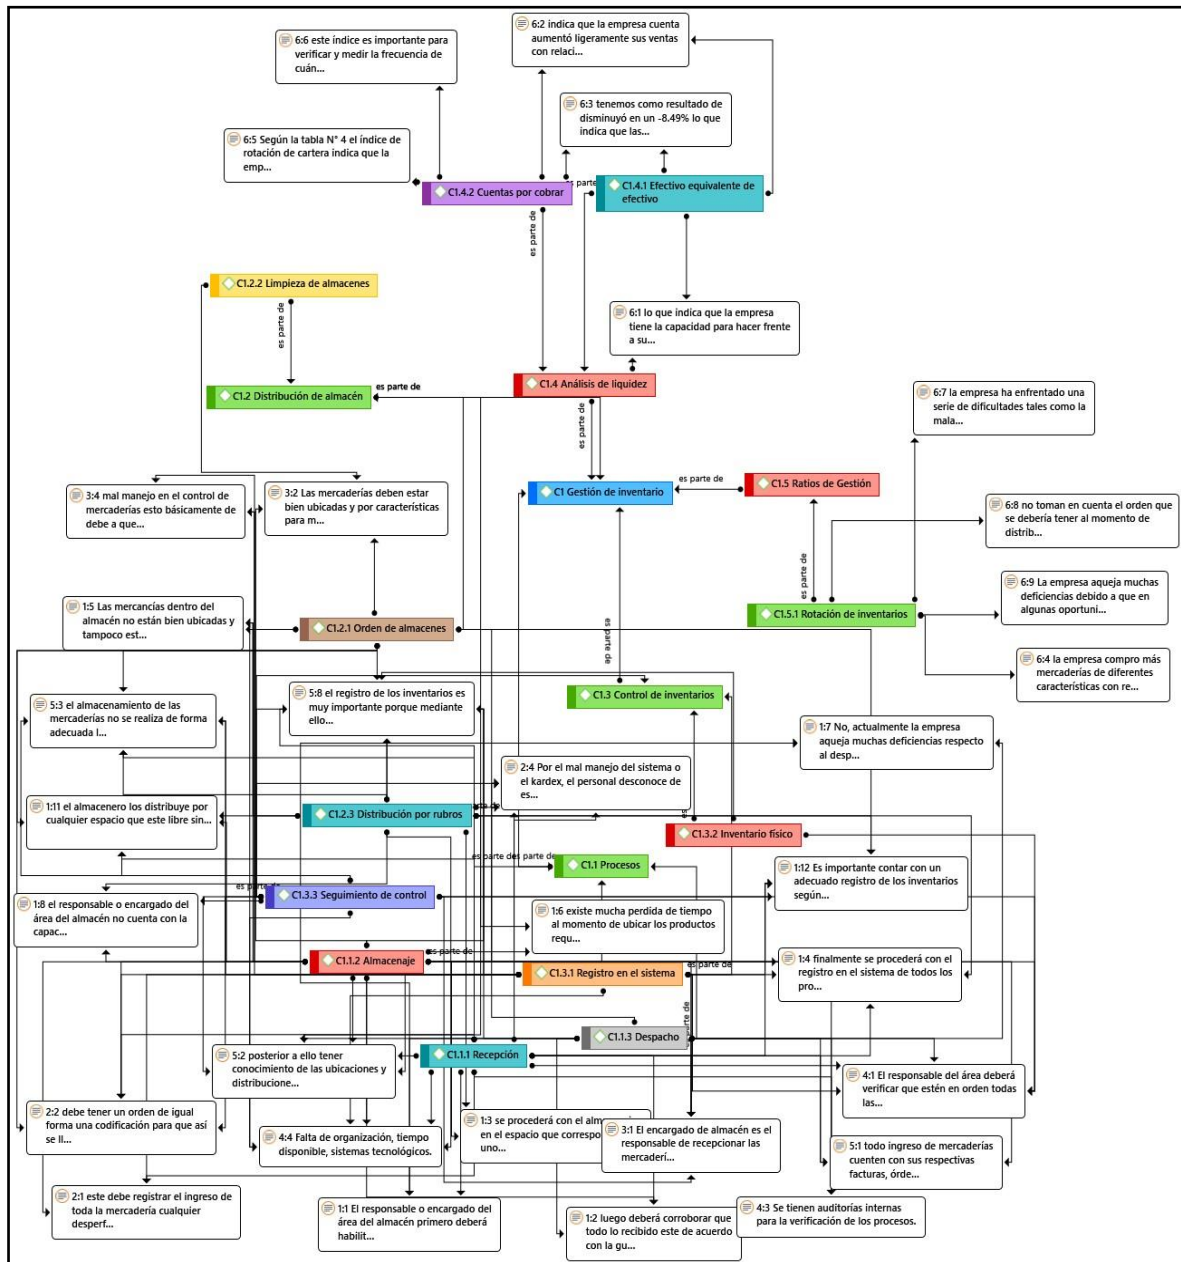 6:2 indica que la empresa cuenta
aumentó ligeramente sus ventas
con relaci...
6:6 este índice es importante para
verificar y medir la frecuencia de
cuán...
6:3 tenemos como resultado de
disminuyó en un -8.49% lo que
indica que las...
6:5 Según la tabla N° 4 el índice de
rotación de cartera indica que la
emp...
C1.4.2 Cuentas por cobrar
es parte
C1.4.1 Efectivo equivalente de
efectivo
es parte de
C1.2.2 Limpieza de almacenes
es parte de
6:1 lo que indica que la empresa
tiene la capacidad para hacer frente
a su...
C1.4 Análisis de liquidez
C1.2 Distribución de almacén
es parte de
es parte de
6:7 la empresa ha enfrentado una
serie de dificultades tales como la
mala...
3:4 mal manejo en el control de
mercaderías esto básicamente de
debe a que...
3:2 Las mercaderías deben estar
bien ubicadas y por características
para m...
C1 Gestión de inventario
es parte de
C1.5 Ratios de Gestión
6:8 no toman en cuenta el orden que
se debería tener al momento de
distrib...
es parte de
6:9 La empresa aqueja muchas
deficiencias debido a que en
algunas oportuni...
1:5 Las mercancías dentro del
almacén no están bien ubicadas y
tampoco est...
C1.2.1 Orden de almacenes
C1.5.1 Rotación de inventarios
es parte de
6:4 la empresa compro más
mercaderías de diferentes
características con re...
5:3 el almacenamiento de las
mercaderías no se realiza de forma
adecuada l...
5:8 el registro de los inventarios es
muy importante porque mediante
ello...
C1.3 Control de inventarios
1:7 No, actualmente la empresa
aqueja muchas deficiencias respecto
al desp...
2:4 Por el mal manejo del sistema o
el kardex, el personal desconoce de
es...
1:11 el almacenero los distribuye por
cualquier espacio que este libre sin...
C1.2.3 Distribución por rubros
C1.3.2 Inventario físico
es parte de es parte de
C1.1 Procesos
1:12 Es importante contar con un
adecuado registro de los inventarios
según...
1:8 el responsable o encargado del
área del almacén no cuenta con la
capac...
C1.3.3 Seguimiento de control
1:6 existe mucha perdida de tiempo
al momento de ubicar los productos
requ...
C1.1.2 Almacenaje
es parte de
C1.3.1 Registro en el sistema
es parte de
1:4 finalmente se procederá con el
registro en el sistema de todos los
pro...
C1.1.3 Despacho
5:2 posterior a ello tener
conocimiento de las ubicaciones y
distribucione...
C1.1.1 Recepción
4:1 El responsable del área deberá
verificar que estén en orden todas
las...
2:2 debe tener un orden de igual
forma una codificación para que así
se ll...
4:4 Falta de organización, tiempo
disponible, sistemas tecnológicos.
1:3 se procederá con el
en el espacio que
uno...
3:1 El encargado de almacén es el
responsable de recepcionar las
mercaderí...
5:1 todo ingreso de mercaderías
cuenten con sus respectivas
facturas, órde...
2:1 este debe registrar el ingreso de
toda la mercadería cualquier
desperf...
1:1 El responsable o encargado del
área del almacén primero deberá
habilit...
1:2 luego deberá corroborar que
todo lo recibido este de acuerdo
con la gu...
4:3 Se tienen auditorías internas
para la verificación de los procesos.